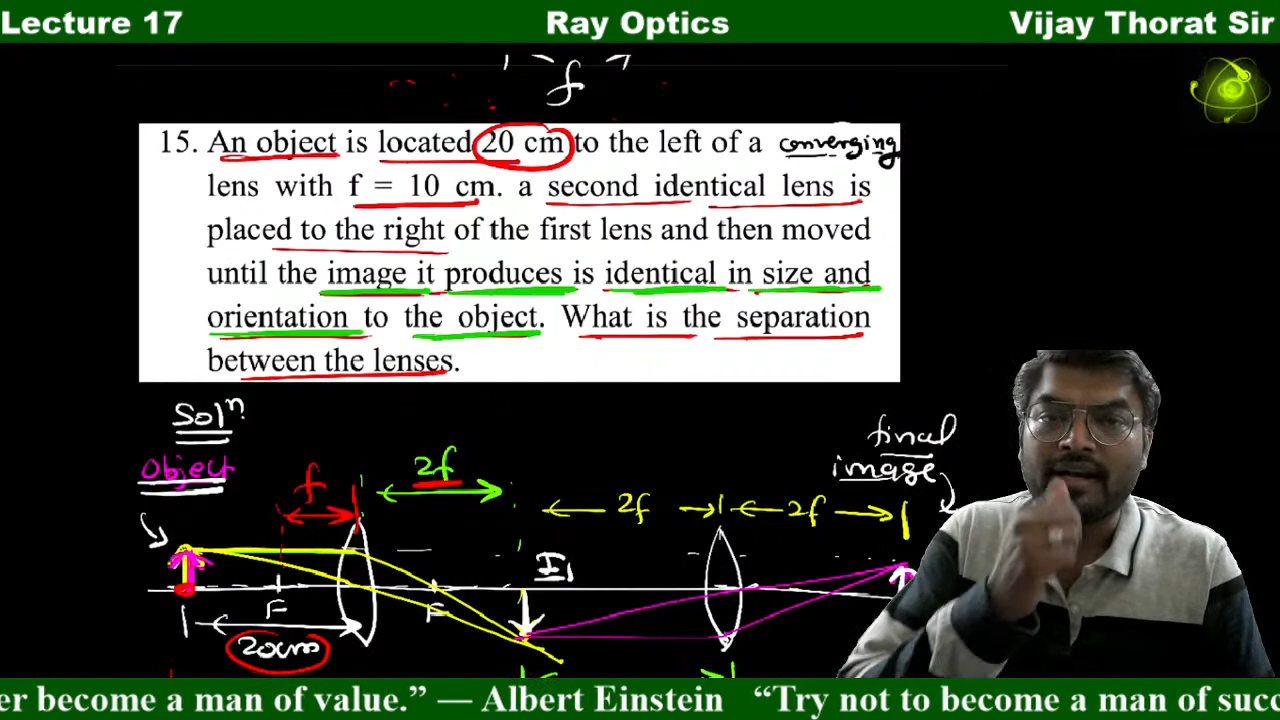 Lecture 17 Ray Optics Vijay Thorat Sir
f
15. An object is located 20 cm to the left of a converging
lens with f = 10 cm. a second identical lens is
placed to the right of the first lens and then moved
until the image it produces is identical in size and
orientation to the object. What is the separation
between the lenses.
Solⁿ
final
object f 2f image
2f 2f
I₁
F F
20cm
er become a man of value.” — Albert Einstein “Try not to become a man of succ